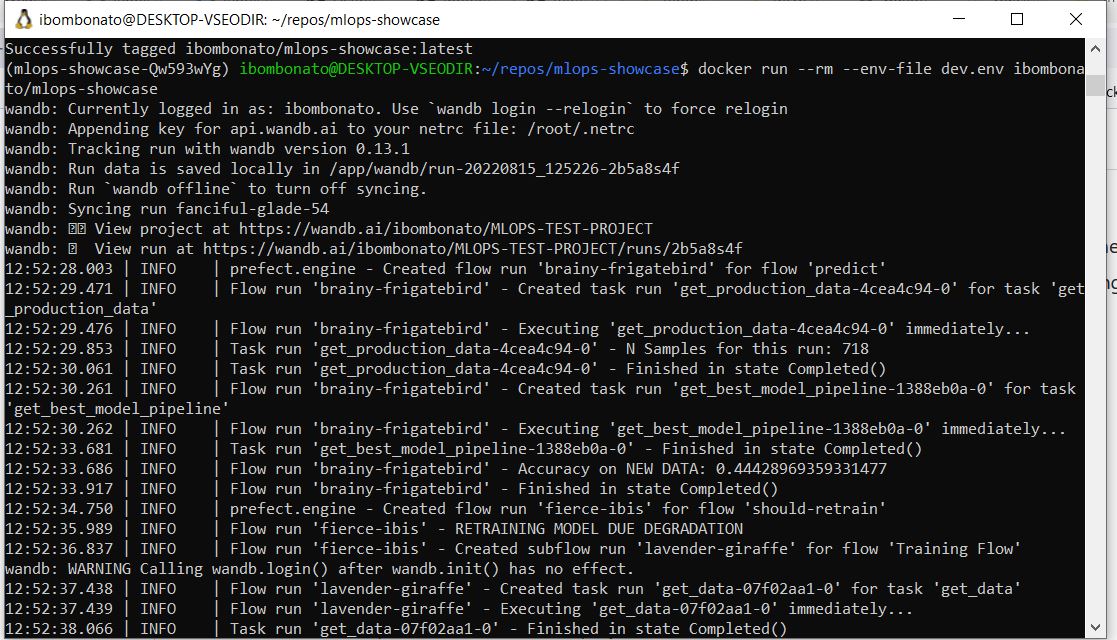 ibombonato@DESKTOP-VSEODIR: ~/repos/mlops-showcase
Successfully tagged ibombonato/mlops-showcase:latest
(mlops-showcase-Qw593wYg) ibombonato@DESKTOP-VSEODIR:~/repos/mlops-showcase$ docker run --rm --env-file dev.env ibombona
to/mlops-showcase
wandb: Currently logged in as: ibombonato. Use `wandb login --relogin` to force relogin
wandb: Appending key for api.wandb.ai to your netrc file: /root/.netrc
wandb: Tracking run with wandb version 0.13.1
wandb: Run data is saved locally in /app/wandb/run-20220815_125226-2b5a8s4f
wandb: Run `wandb offline` to turn off syncing.
wandb: Syncing run fanciful-glade-54
wandb: View project at https://wandb.ai/ibombonato/MLOPS-TEST-PROJECT
wandb: View run at https://wandb.ai/ibombonato/MLOPS-TEST-PROJECT/runs/2b5a8s4f
12:52:28.003 | INFO    | prefect.engine - Created flow run 'brainy-frigatebird' for flow 'predict'
12:52:29.471 | INFO    | Flow run 'brainy-frigatebird' - Created task run 'get_production_data-4cea4c94-0' for task 'get
_production_data'
12:52:29.476 | INFO    | Flow run 'brainy-frigatebird' - Executing 'get_production_data-4cea4c94-0' immediately...
12:52:29.853 | INFO    | Task run 'get_production_data-4cea4c94-0' - N Samples for this run: 718
12:52:30.061 | INFO    | Task run 'get_production_data-4cea4c94-0' - Finished in state Completed()
12:52:30.261 | INFO    | Flow run 'brainy-frigatebird' - Created task run 'get_best_model_pipeline-1388eb0a-0' for task
'get_best_model_pipeline'
12:52:30.262 | INFO    | Flow run 'brainy-frigatebird' - Executing 'get_best_model_pipeline-1388eb0a-0' immediately...
12:52:33.681 | INFO    | Task run 'get_best_model_pipeline-1388eb0a-0' - Finished in state Completed()
12:52:33.686 | INFO    | Flow run 'brainy-frigatebird' - Accuracy on NEW DATA: 0.44428969359331477
12:52:33.917 | INFO    | Flow run 'brainy-frigatebird' - Finished in state Completed()
12:52:34.750 | INFO    | prefect.engine - Created flow run 'fierce-ibis' for flow 'should-retrain'
12:52:35.989 | INFO    | Flow run 'fierce-ibis' - RETRAINING MODEL DUE DEGRADATION
12:52:36.837 | INFO    | Flow run 'fierce-ibis' - Created subflow run 'lavender-giraffe' for flow 'Training Flow'
wandb: WARNING Calling wandb.login() after wandb.init() has no effect.
12:52:37.438 | INFO    | Flow run 'lavender-giraffe' - Created task run 'get_data-07f02aa1-0' for task 'get_data'
12:52:37.439 | INFO    | Flow run 'lavender-giraffe' - Executing 'get_data-07f02aa1-0' immediately...
12:52:38.066 | INFO    | Task run 'get_data-07f02aa1-0' - Finished in state Completed()